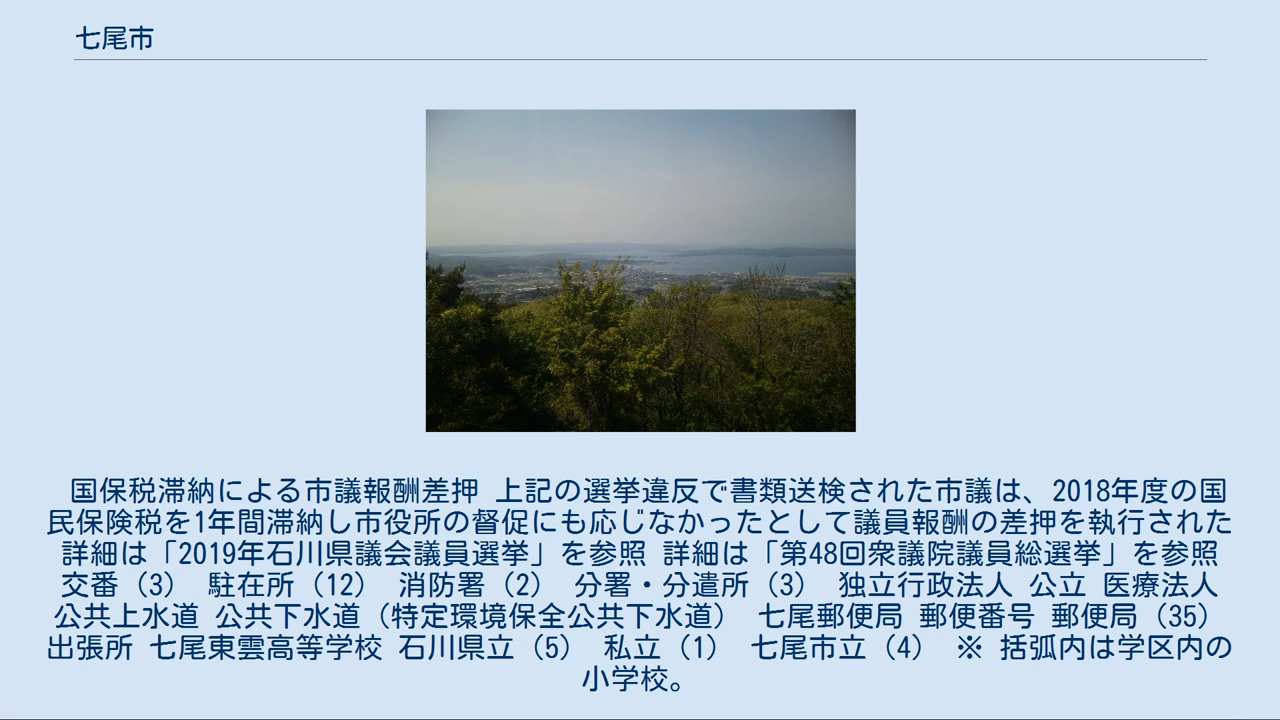 七尾市
国保税滞納による市議報酬差押 上記の選挙違反で書類送検された市議は、2018年度の国
民保険税を1年間滞納し市役所の督促にも応じなかったとして議員報酬の差押を執行された
詳細は「2019年石川県議会議員選挙」を参照 詳細は「第48回衆議院議員総選挙」を参照
交番（3） 駐在所（12） 消防署（2） 分署・分遣所（3） 独立行政法人 公立 医療法人
公共上水道 公共下水道（特定環境保全公共下水道） 七尾郵便局 郵便番号 郵便局（35）
出張所 七尾東雲高等学校 石川県立（5） 私立（1） 七尾市立（4） ※ 括弧内は学区内の
小学校。